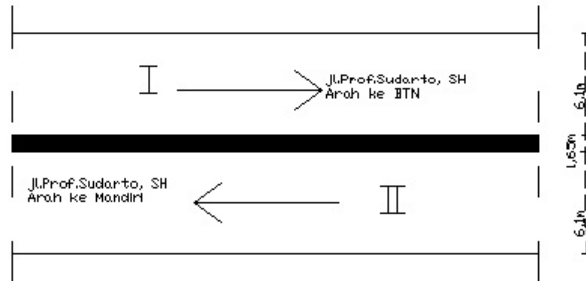 I
jl.Prof.Sudarto, SH
Arah ke BTN
6,1m
1,65m
jl.Prof.Sudarto, SH
Arah ke Mandiri
II
6,1m